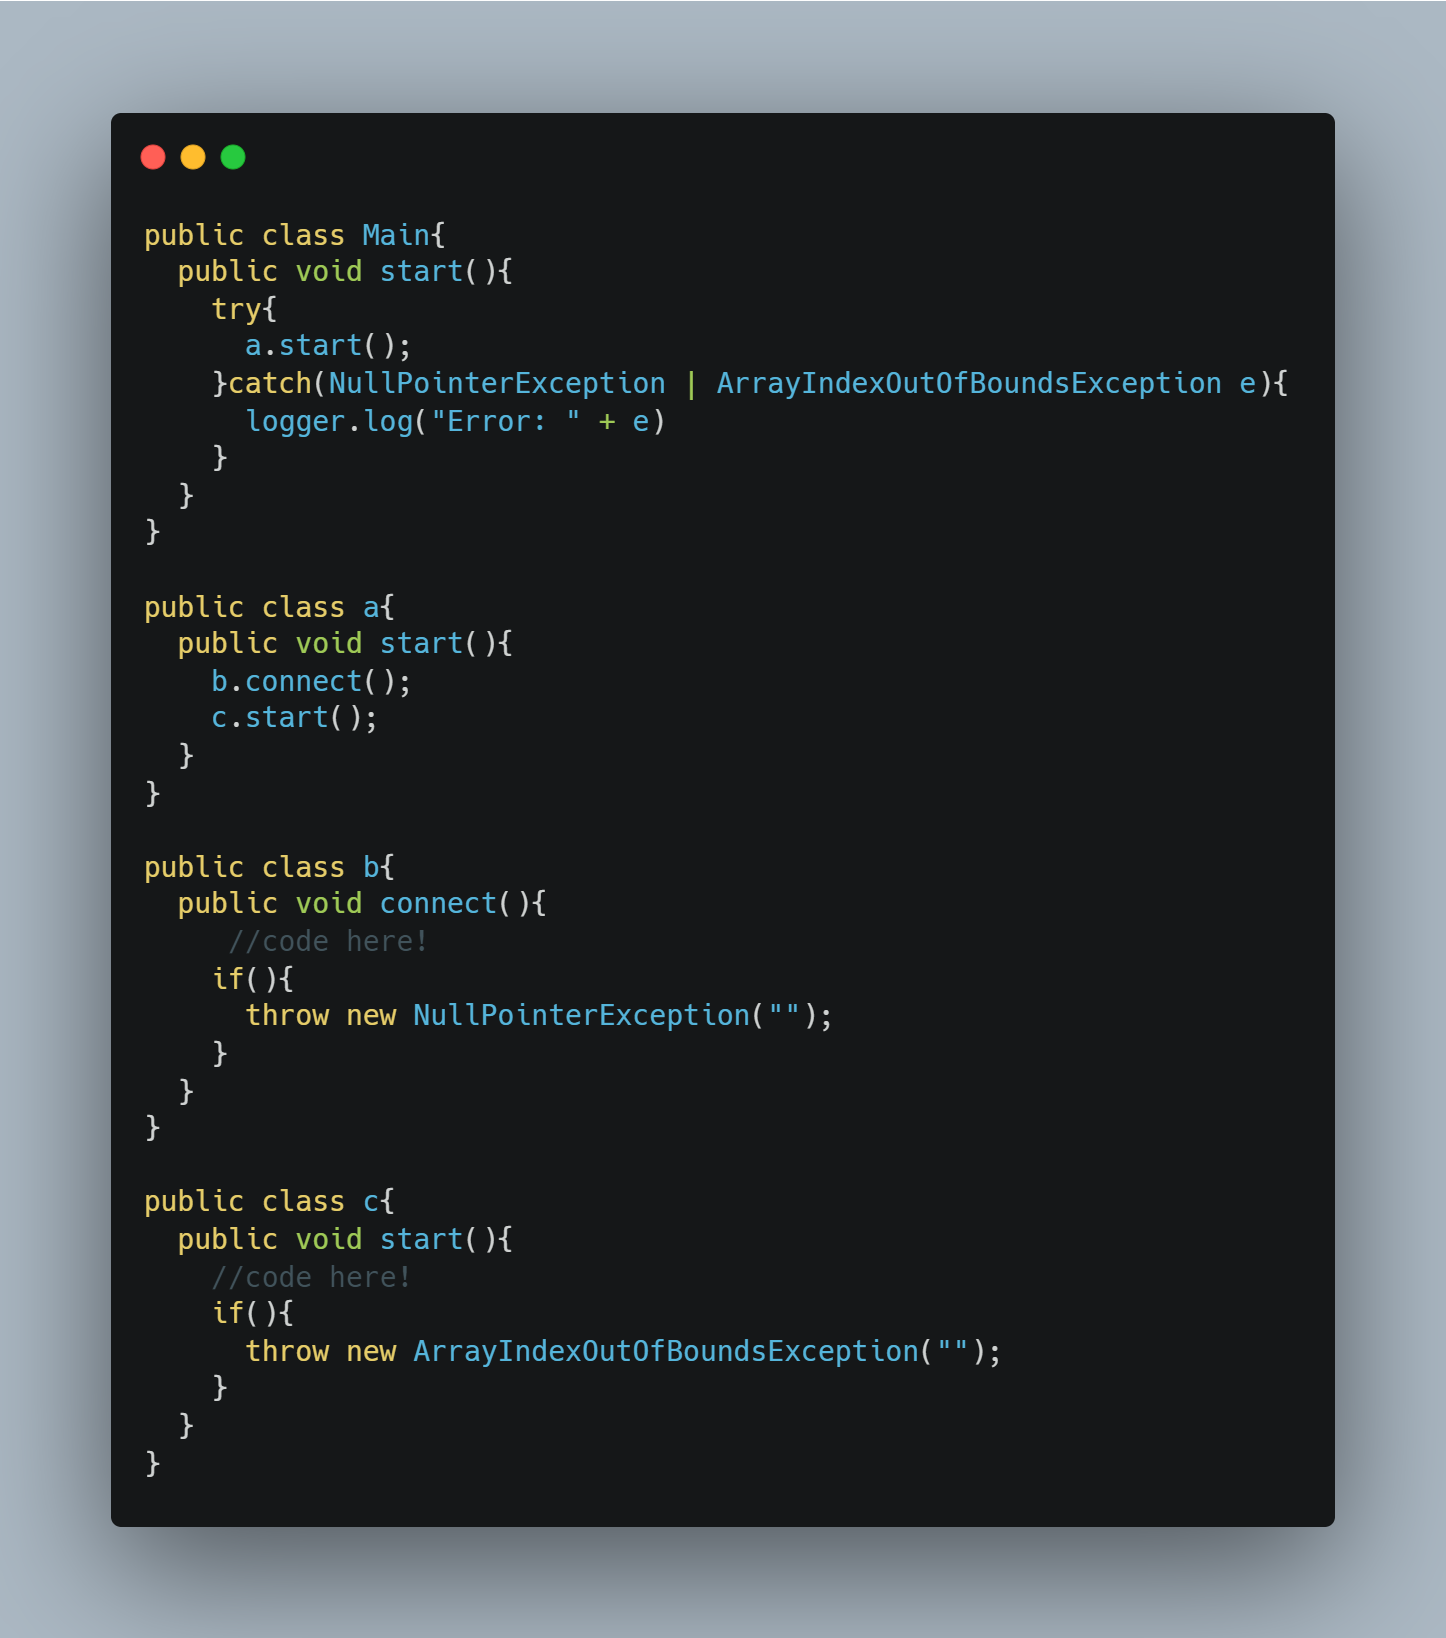 public class Main{
  public void start(){
    try{
      a.start();
    }catch(NullPointerException | ArrayIndexOutOfBoundsException e){
      logger.log("Error: " + e)
    }
  }
}

public class a{
  public void start(){
    b.connect();
    c.start();
  }
}

public class b{
  public void connect(){
     //code here!
    if(){
      throw new NullPointerException("");
    }
  }
}

public class c{
  public void start(){
    //code here!
    if(){
      throw new ArrayIndexOutOfBoundsException("");
    }
  }
}